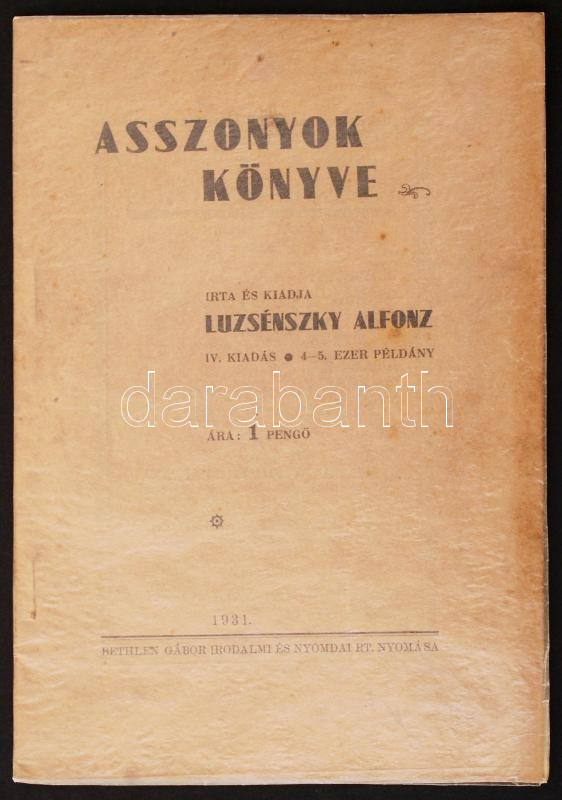 ASSZONYOK
KÖNYVE
IRTA ÉS KIADJA
LUZSÉNSZKY ALFONZ
IV. KIADÁS ● 4–5. EZER PÉLDÁNY
darabanth
ÁRA: 1 PENGŐ
1931.
BETHLEN GÁBOR IRODALMI ÉS NYOMDAI RT. NYOMÁSA